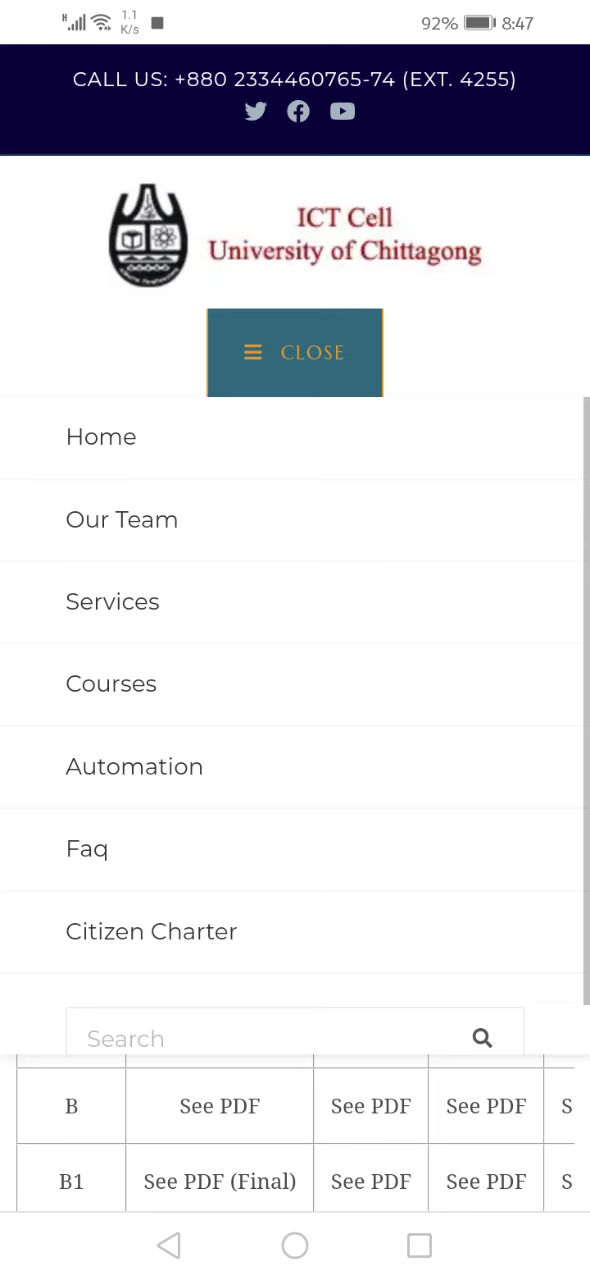 H 1.1 K/s 92% 8:47
CALL US: +880 2334460765-74 (EXT. 4255)
ICT Cell
University of Chittagong
CLOSE
Home
Our Team
Services
Courses
Automation
Faq
Citizen Charter
Search
B See PDF See PDF See PDF S
B1 See PDF (Final) See PDF See PDF S